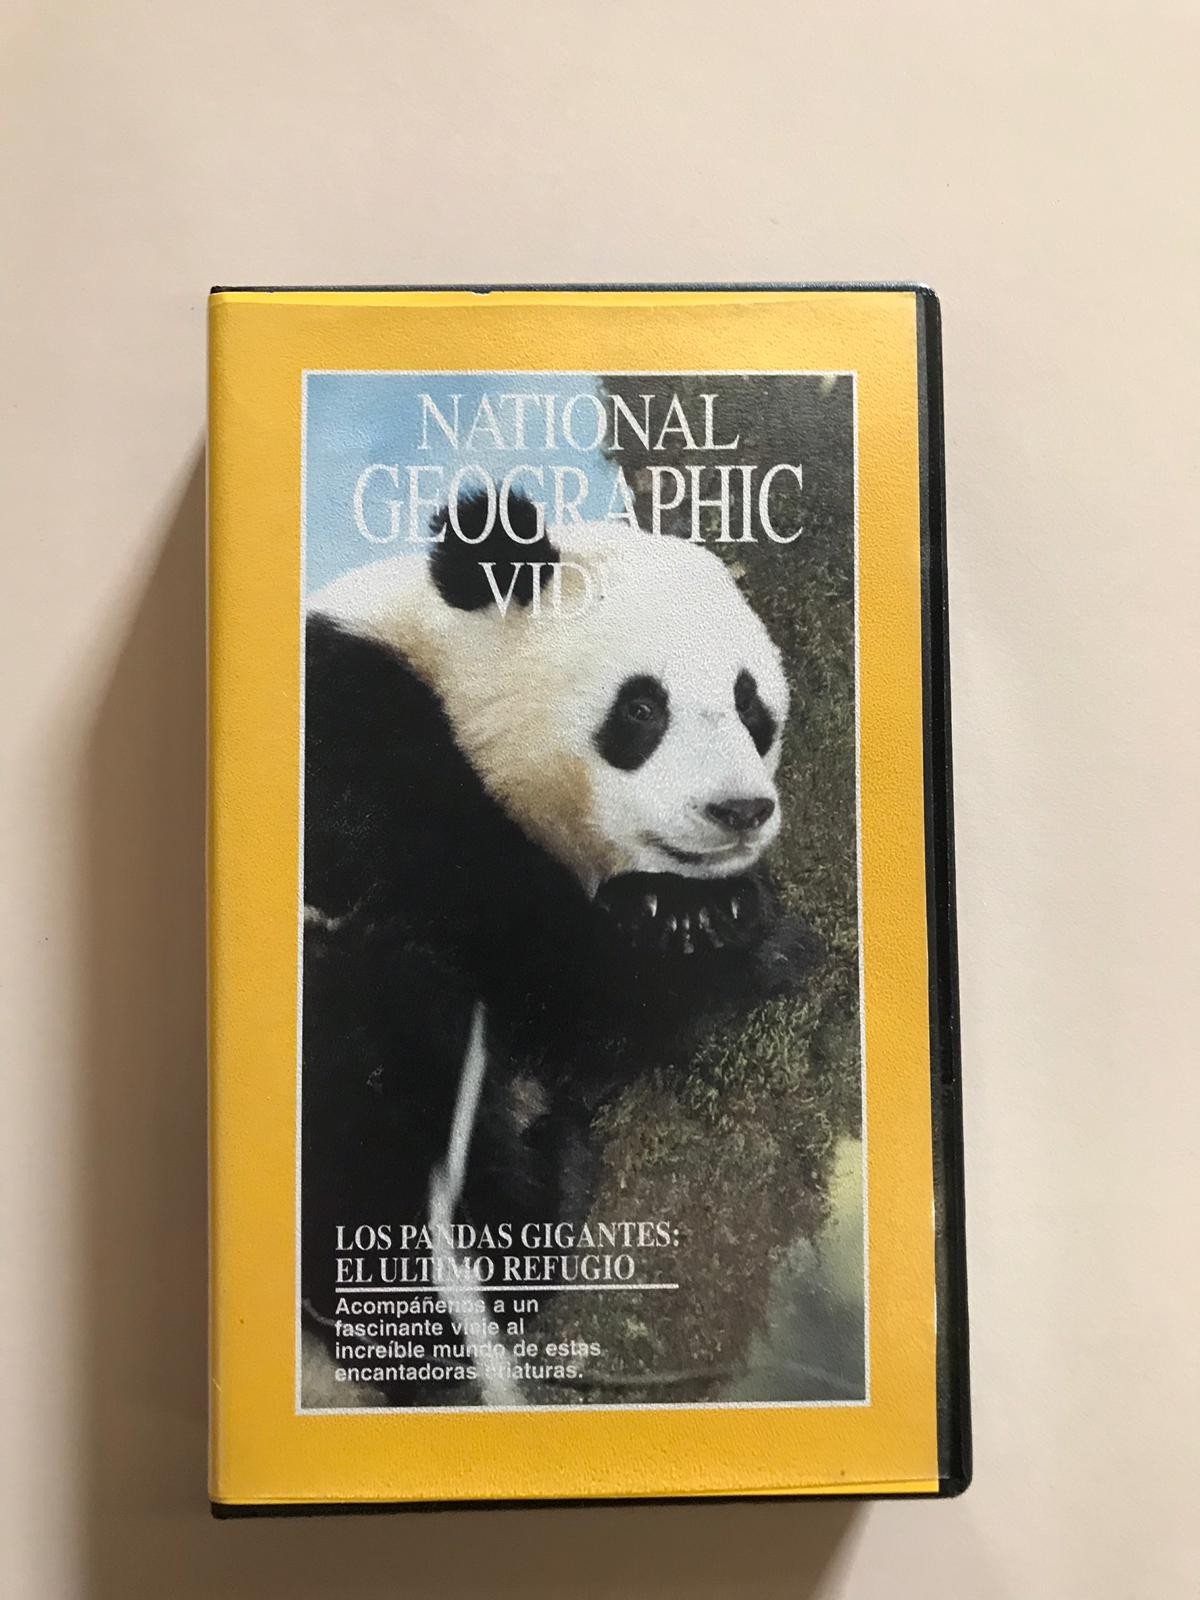 NATIONAL
GEOGRAPHIC
VIDEO
LOS PANDAS GIGANTES:
EL ULTIMO REFUGIO
Acompáñenos a un
fascinante viaje al
increíble mundo de estas
encantadoras criaturas.